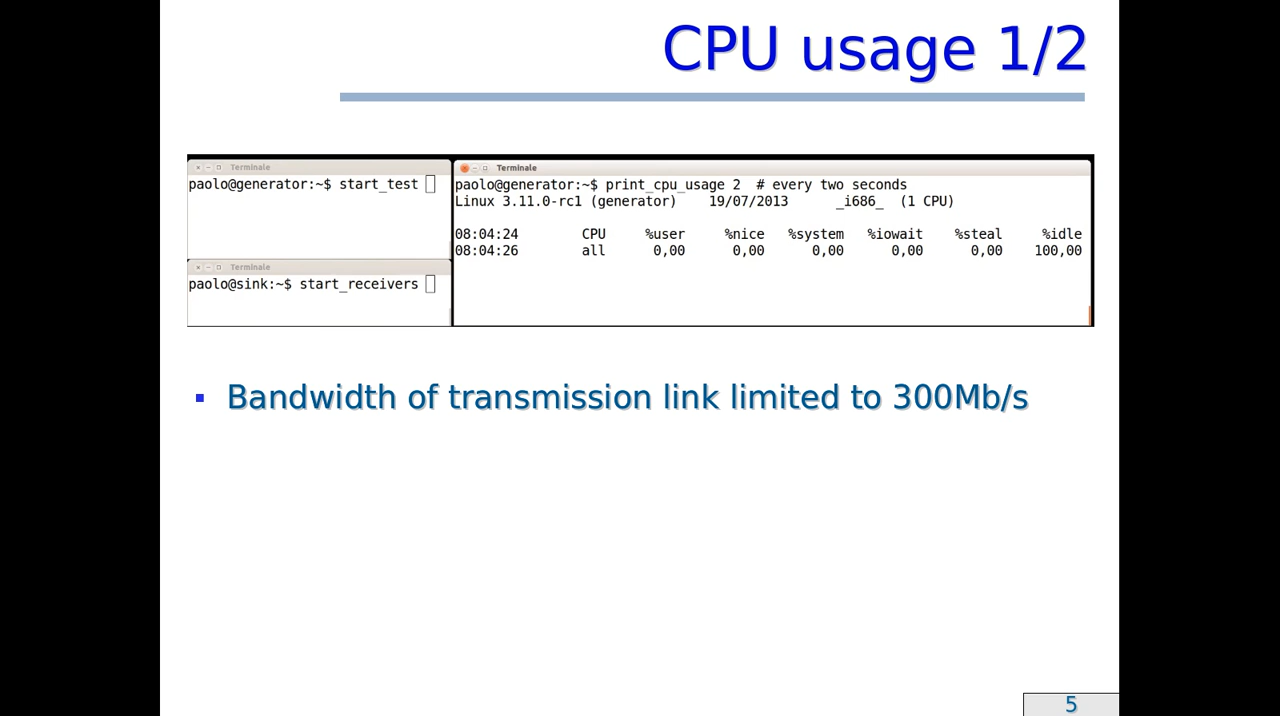 CPU usage 1/2
Terminale
paolo@generator:~$ start_test
Terminale
paolo@sink:~$ start_receivers
Terminale
paolo@generator:~$ print_cpu_usage 2  # every two seconds
Linux 3.11.0-rc1 (generator)    19/07/2013      _i686_  (1 CPU)
08:04:24        CPU     %user     %nice   %system   %iowait    %steal     %idle
08:04:26        all      0,00      0,00      0,00      0,00      0,00    100,00
▪ Bandwidth of transmission link limited to 300Mb/s
5